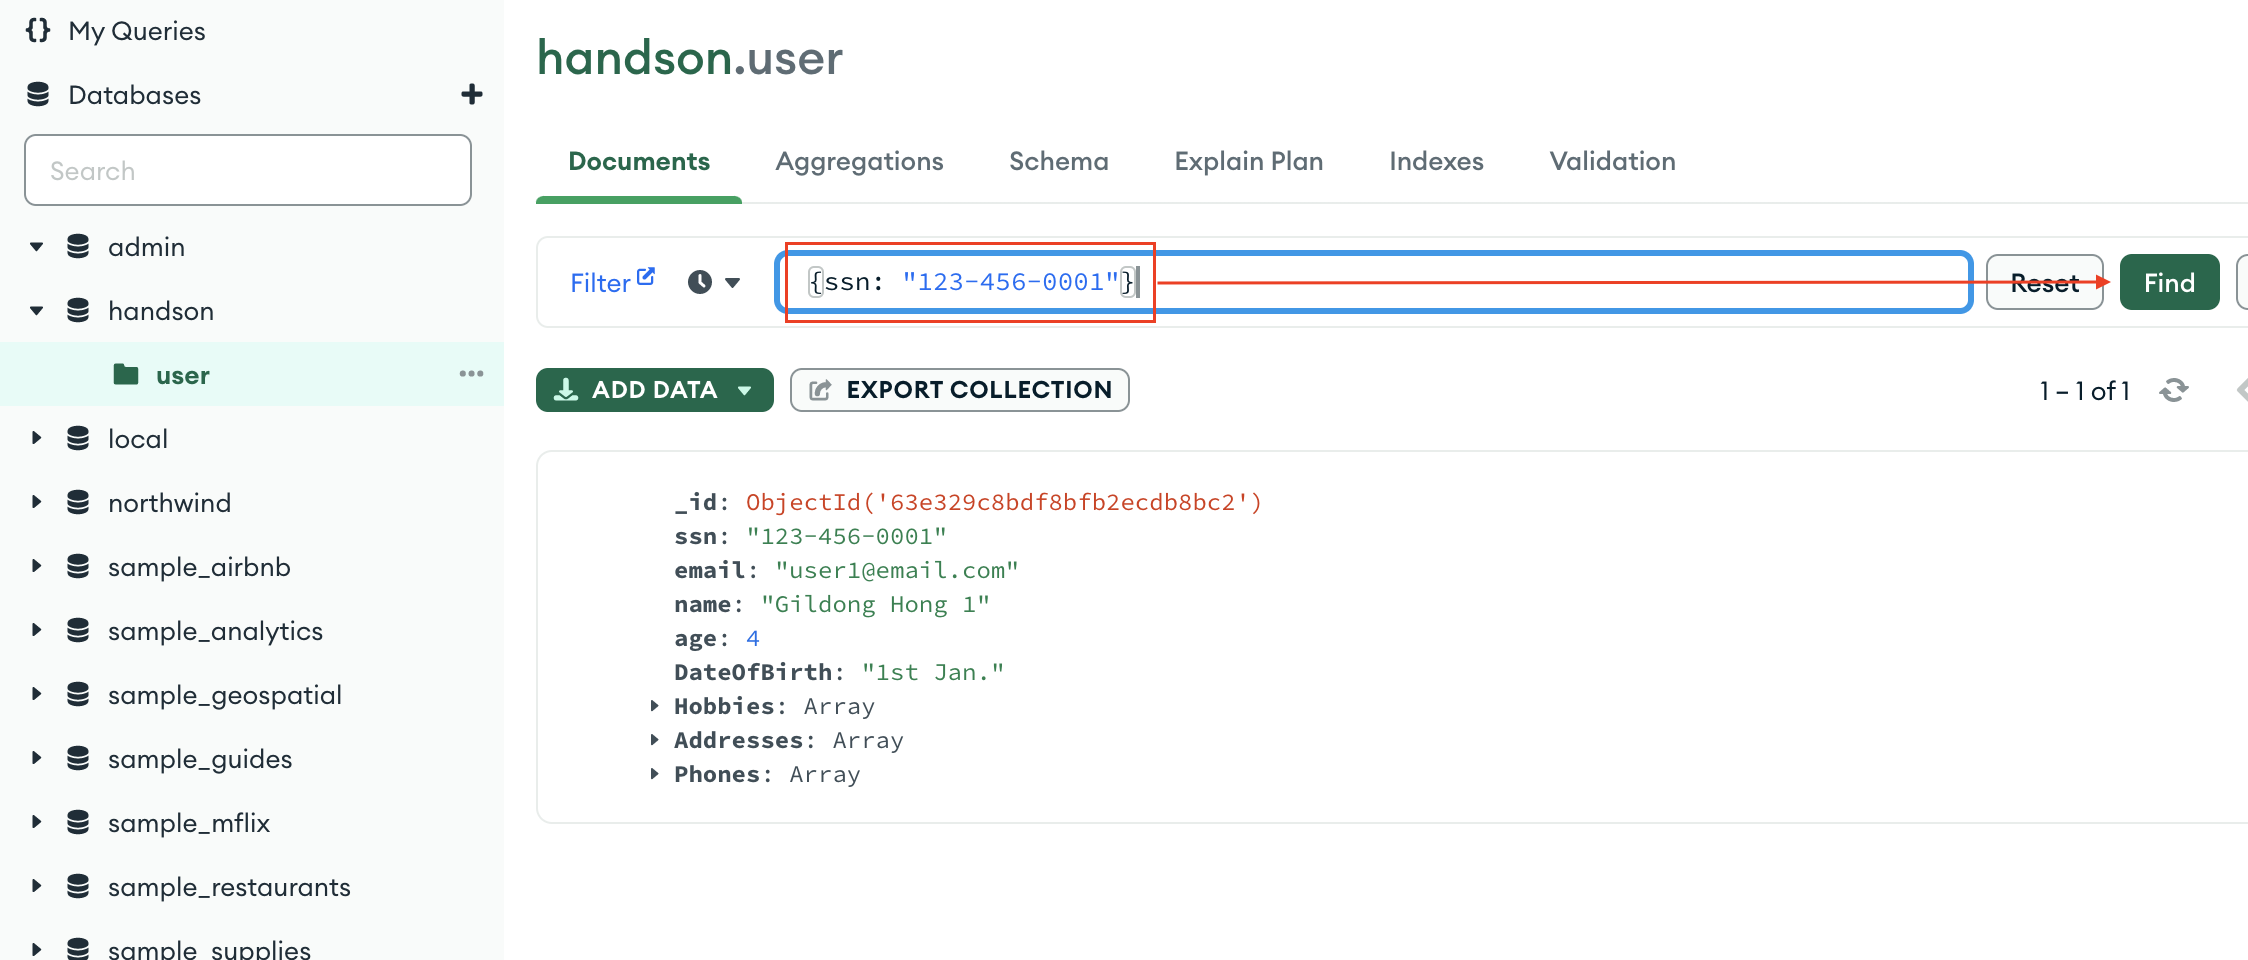 My Queries
Databases
Search
admin
handson
user
local
northwind
sample_airbnb
sample_analytics
sample_geospatial
sample_guides
sample_mflix
sample_restaurants
sample_supplies
handson.user
Documents Aggregations Schema Explain Plan Indexes Validation
Filter {ssn: "123-456-0001"} Reset Find
ADD DATA EXPORT COLLECTION 1 – 1 of 1
_id: ObjectId('63e329c8bdf8bfb2ecdb8bc2')
ssn: "123-456-0001"
email: "user1@email.com"
name: "Gildong Hong 1"
age: 4
DateOfBirth: "1st Jan."
Hobbies: Array
Addresses: Array
Phones: Array